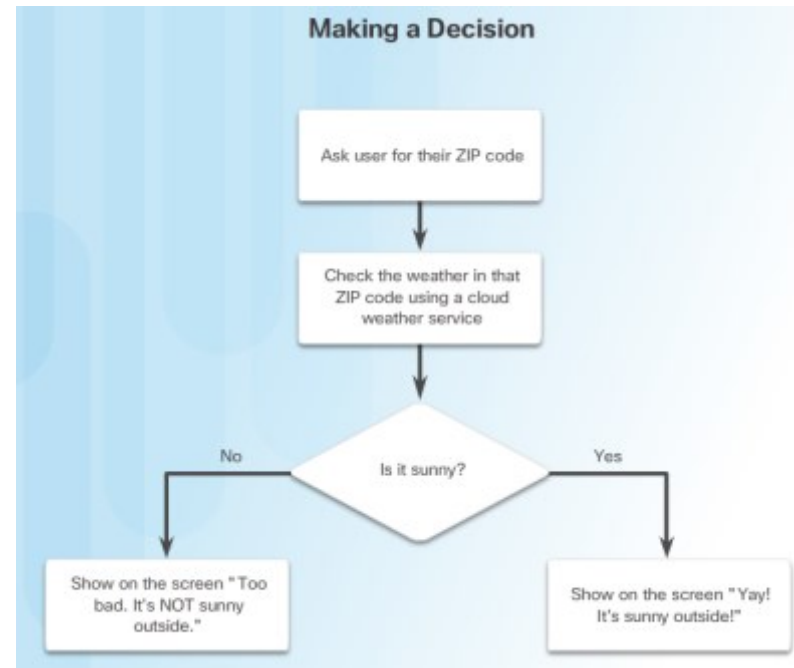 Making a Decision
Ask user for their ZIP code
Check the weather in that
ZIP code using a cloud
weather service
Is it sunny?
No
Yes
Show on the screen "Too
bad. It's NOT sunny
outside."
Show on the screen "Yay!
It's sunny outside!"